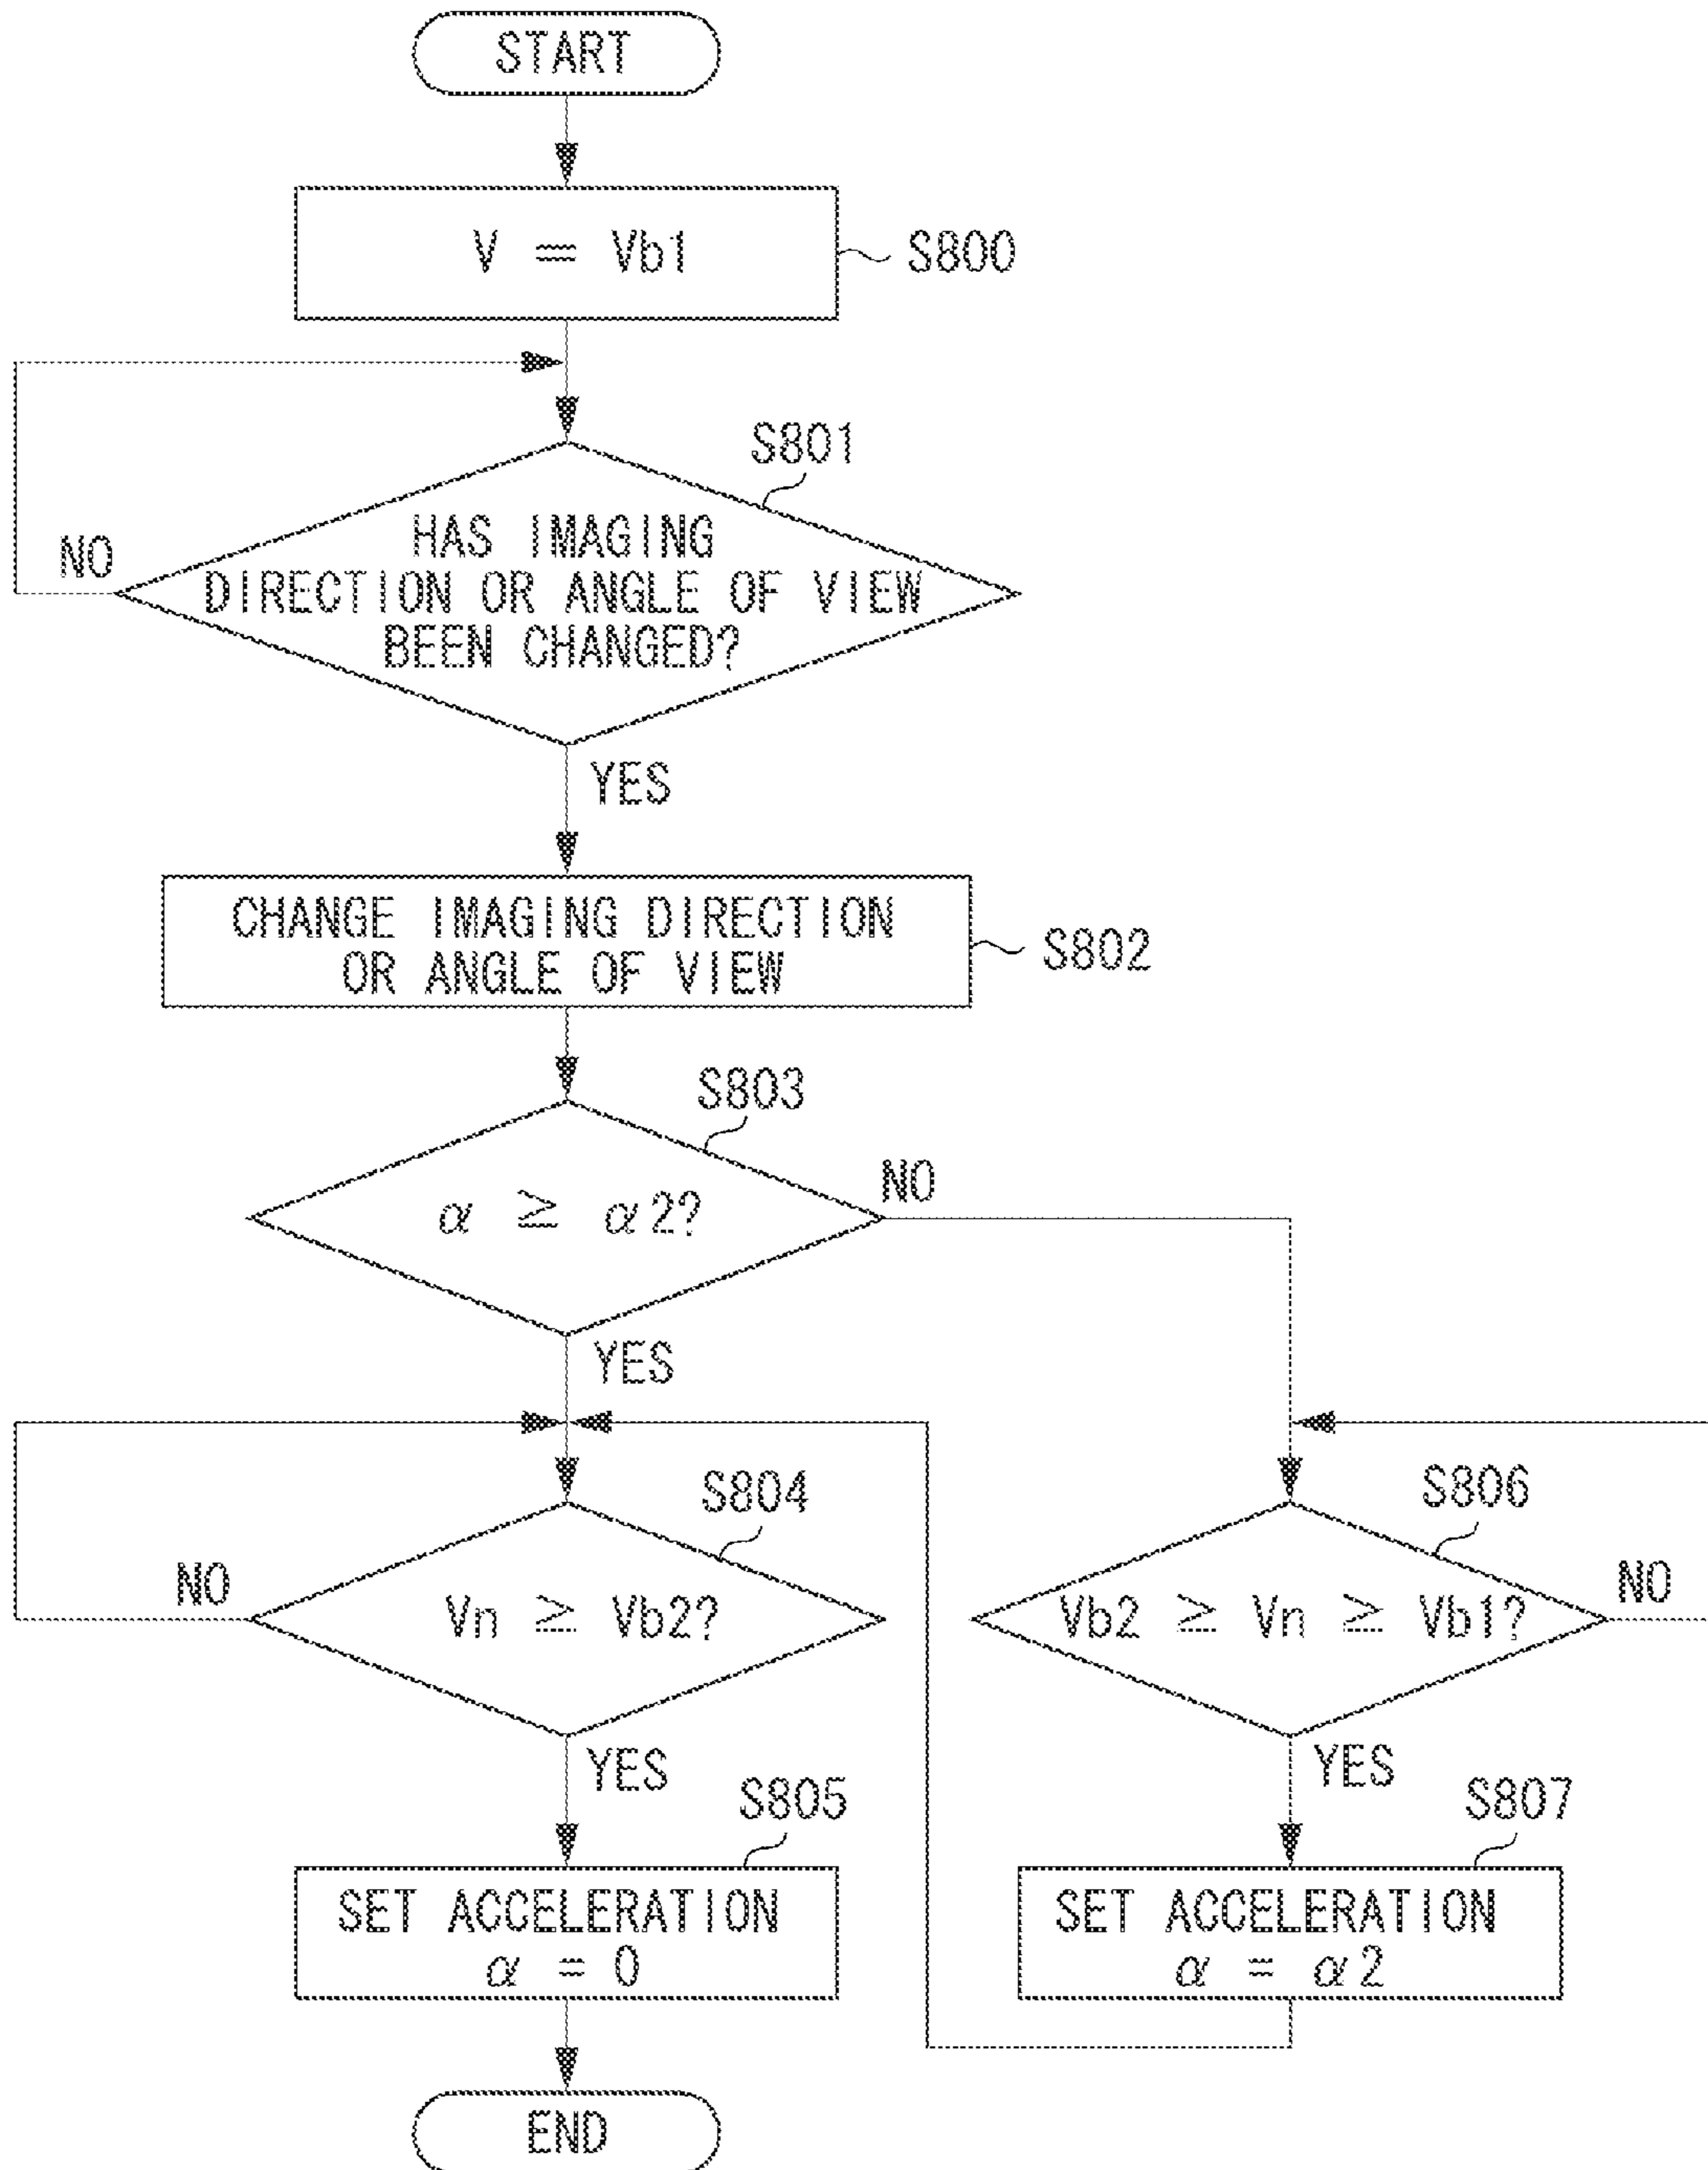 START
V = Vb1
S800
S801
HAS IMAGING
DIRECTION OR ANGLE OF VIEW
BEEN CHANGED?
NO
YES
CHANGE IMAGING DIRECTION
OR ANGLE OF VIEW
S802
S803
α ≧ α2?
NO
YES
S804
Vn ≧ Vb2?
NO
YES
S806
Vb2 ≧ Vn ≧ Vb1?
NO
YES
S805
SET ACCELERATION
α = 0
S807
SET ACCELERATION
α = α2
END